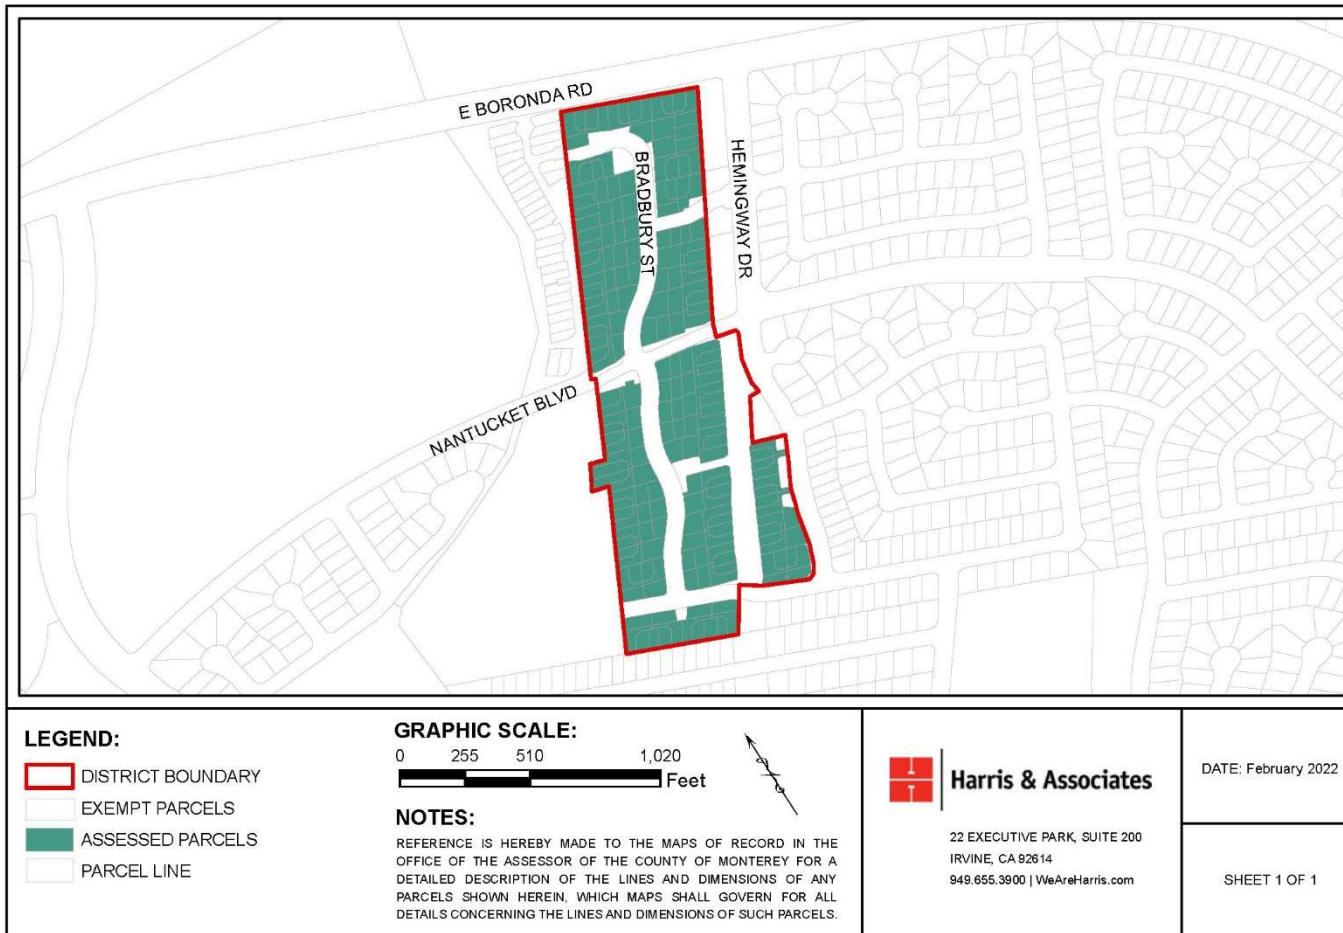 E BORONDA RD
BRADBURY ST
HEMINGWAY DR
NANTUCKET BLVD
LEGEND:
DISTRICT BOUNDARY
EXEMPT PARCELS
ASSESSED PARCELS
PARCEL LINE
GRAPHIC SCALE:
0 255 510 1,020
Feet
NOTES:
REFERENCE IS HEREBY MADE TO THE MAPS OF RECORD IN THE
OFFICE OF THE ASSESSOR OF THE COUNTY OF MONTEREY FOR A
DETAILED DESCRIPTION OF THE LINES AND DIMENSIONS OF ANY
PARCELS SHOWN HEREIN, WHICH MAPS SHALL GOVERN FOR ALL
DETAILS CONCERNING THE LINES AND DIMENSIONS OF SUCH PARCELS.
Harris & Associates
22 EXECUTIVE PARK, SUITE 200
IRVINE, CA 92614
949.655.3900 | WeAreHarris.com
DATE: February 2022
SHEET 1 OF 1